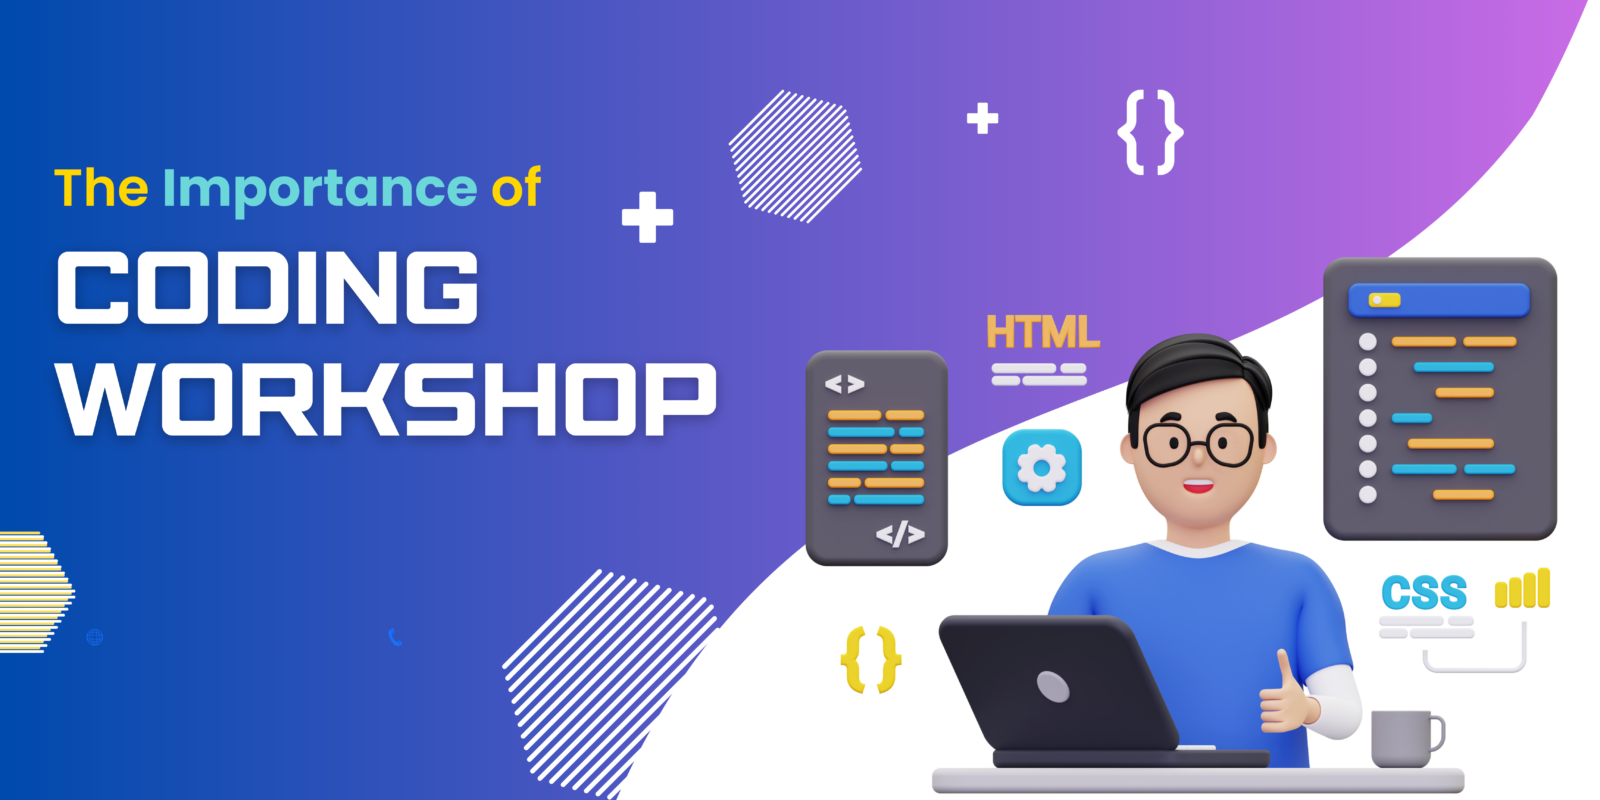 The Importance of
CODING
WORKSHOP
{}
HTML
<>
</>
CSS
{}